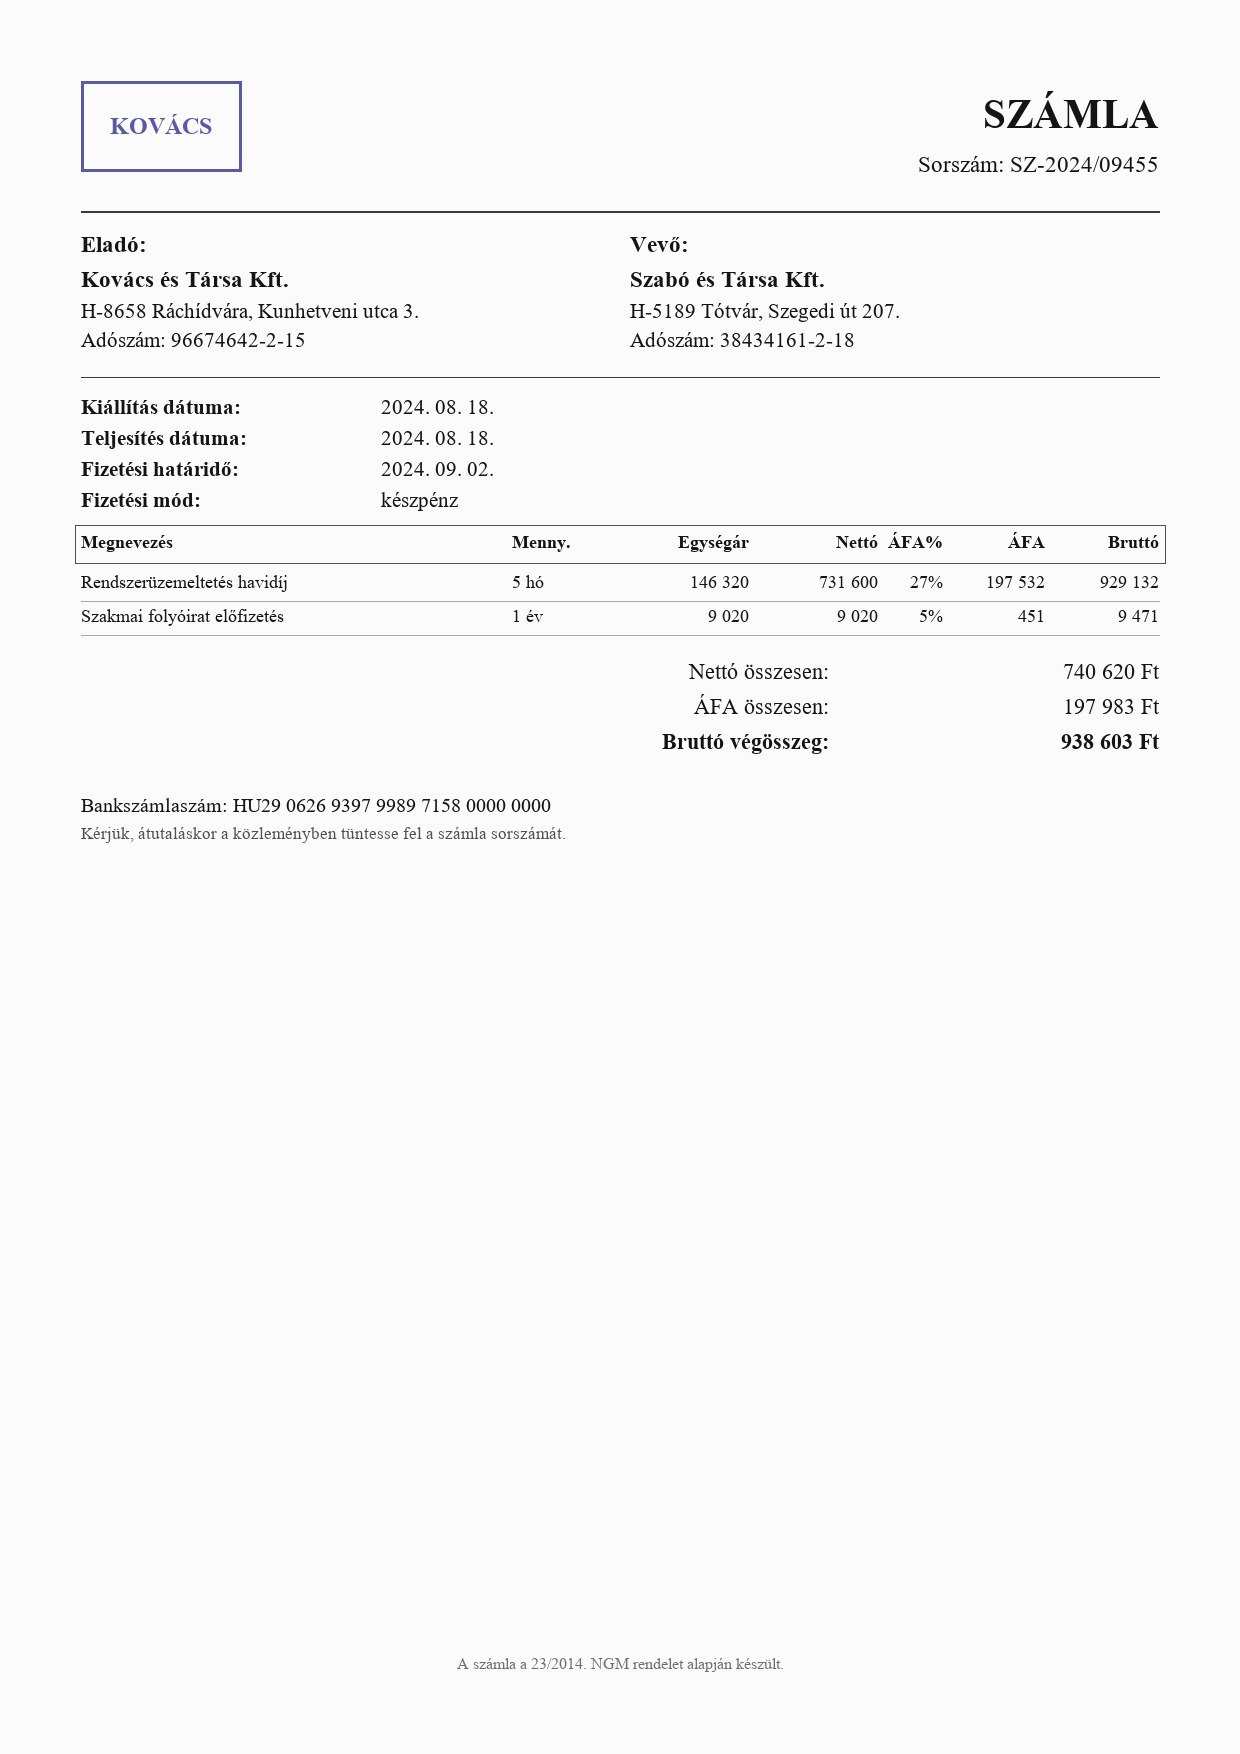 KOVÁCS
SZÁMLA
Sorszám: SZ-2024/09455
Eladó:
Kovács és Társa Kft.
H-8658 Ráchídvára, Kunhetveni utca 3.
Adószám: 96674642-2-15
Vevő:
Szabó és Társa Kft.
H-5189 Tótvár, Szegedi út 207.
Adószám: 38434161-2-18
Kiállítás dátuma: 2024. 08. 18.
Teljesítés dátuma: 2024. 08. 18.
Fizetési határidő: 2024. 09. 02.
Fizetési mód: készpénz
Megnevezés Menny. Egységár Nettó ÁFA% ÁFA Bruttó
Rendszerüzemeltetés havidíj 5 hó 146 320 731 600 27% 197 532 929 132
Szakmai folyóirat előfizetés 1 év 9 020 9 020 5% 451 9 471
Nettó összesen: 740 620 Ft
ÁFA összesen: 197 983 Ft
Bruttó végösszeg: 938 603 Ft
Bankszámlaszám: HU29 0626 9397 9989 7158 0000 0000
Kérjük, átutaláskor a közleményben tüntesse fel a számla sorszámát.
A számla a 23/2014. NGM rendelet alapján készült.